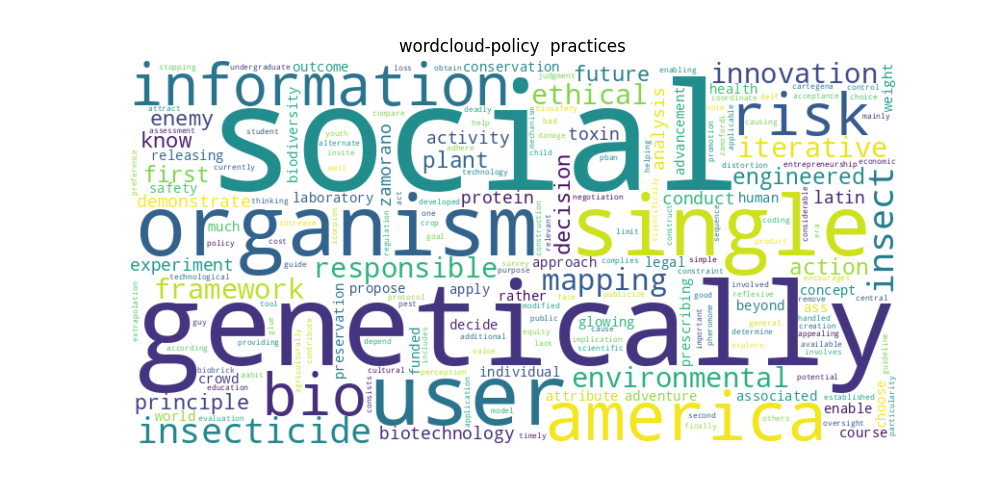 wordcloud-policy  practices
stopping undergraduate outcome loss obtain conservation enabling
information judgment future innovation cartegena weight
attract biodiversity compare deadly ethical analysis health control
enemy social help biosafety norm coordinate deif acceptance choice
assessment student youth activity mechanism bad toxin advancement risk causing mainly
know alternate zamorano adhere damage promotion zamofordi applicable iterative
releasing invite plant child pban helping distortion entrepreneurship economic
preference first currently well technology scientifically engineered
safety act developed protein decision negotiation conduct human considerable latin
demonstrate thinking laboratory
much increase scorpion regulation one crop construction relevant limit construct sequence coding era
organism single insect
policy cost goal survey complies product
experiment guide responsible approach legal constraint simple action encourages
technological purpose mapping prescribing involved reflexive concept
extrapolation framework preservation propose protocol apply rather face publicize good beyond remove central
tool pest modified important pheromone ass handled
guy glue agriculturally contribute includes decide public glowing cause general creation appealing
according providing depend additional equity implication determine available
genetically funded value lack scientific explore involves guideline
biobrick cultural perception individual potential
crowd education aahit consists environmental
principle bio user model application attribute adventure associated established enable choose particularity
world evaluation america second others oversight
insecticide biotechnology timely finally course